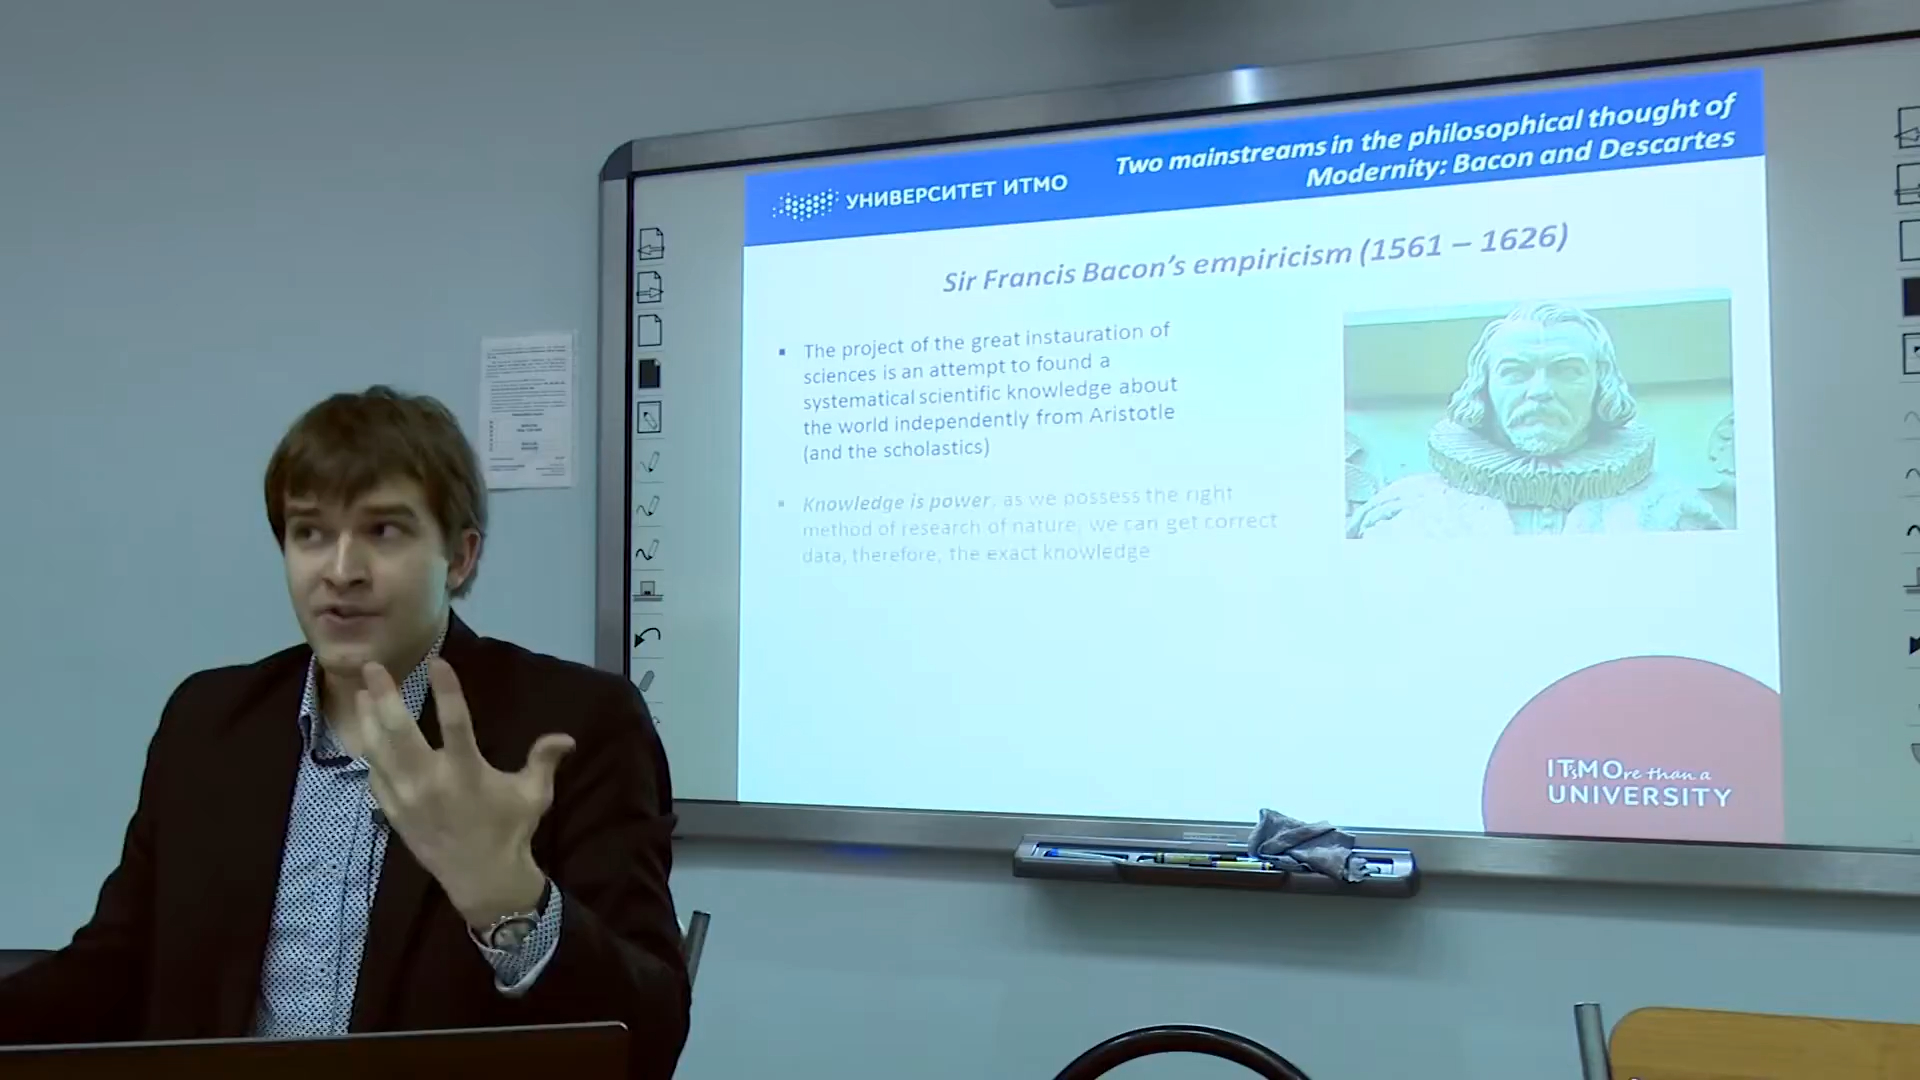 УНИВЕРСИТЕТ ИТМО
Two mainstreams in the philosophical thought of
Modernity: Bacon and Descartes
Sir Francis Bacon's empiricism (1561 – 1626)
▪ The project of the great instauration of
sciences is an attempt to found a
systematical scientific knowledge about
the world independently from Aristotle
(and the scholastics)
▪ Knowledge is power, as we possess the right
method of research of nature, we can get correct
data, therefore, the exact knowledge
IT'sMOre than a
UNIVERSITY